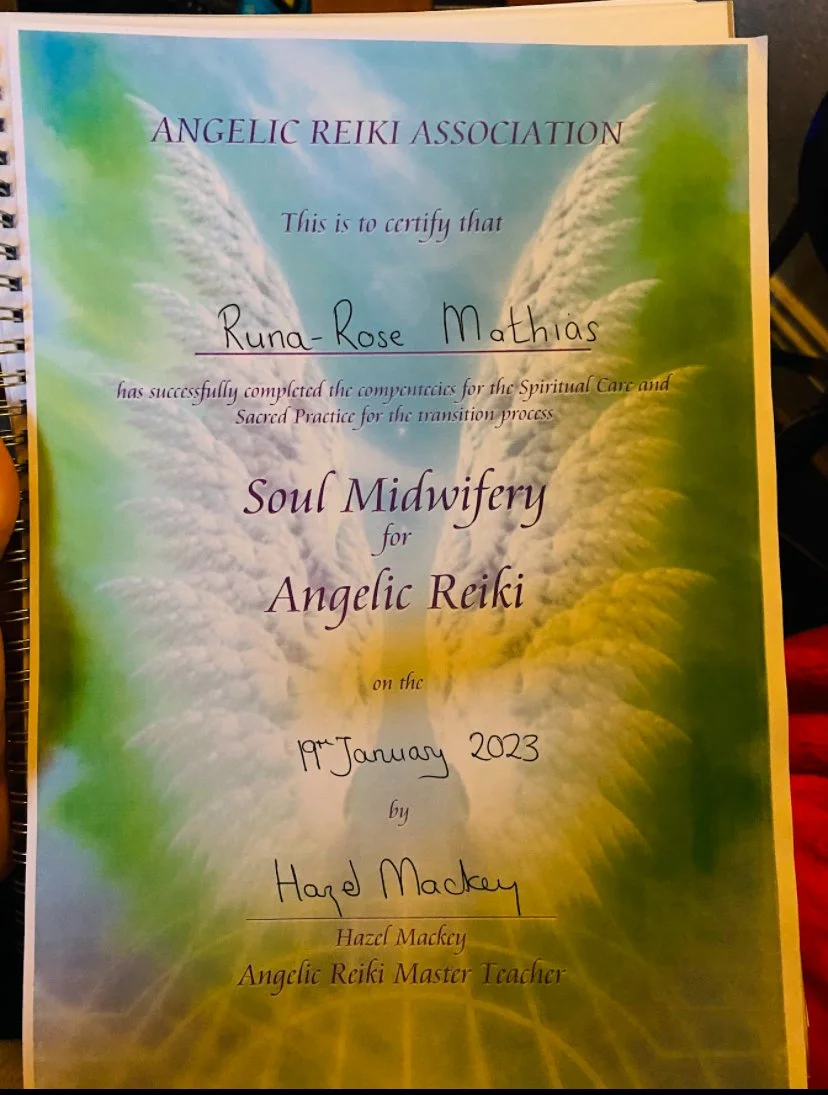 ANGELIC REIKI ASSOCIATION
This is to certify that
Runa-Rose Mathias
has successfully completed the compentecies for the Spiritual Care and
Sacred Practice for the transition process
Soul Midwifery
for
Angelic Reiki
on the
19th January 2023
by
Hazel Mackey
Hazel Mackey
Angelic Reiki Master Teacher